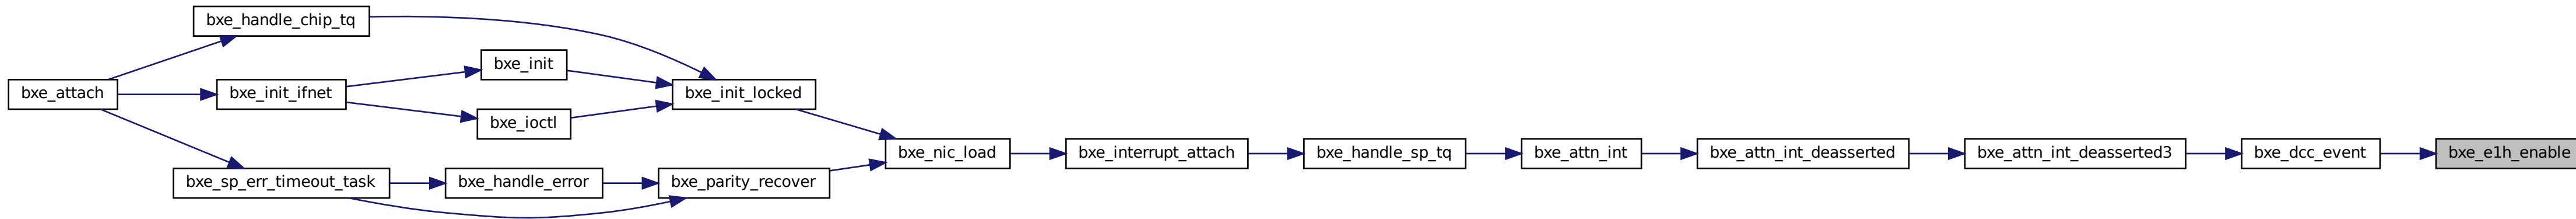 bxe_handle_chip_tq
bxe_attach
bxe_init_ifnet
bxe_init
bxe_ioctl
bxe_init_locked
bxe_sp_err_timeout_task
bxe_handle_error
bxe_parity_recover
bxe_nic_load
bxe_interrupt_attach
bxe_handle_sp_tq
bxe_attn_int
bxe_attn_int_deasserted
bxe_attn_int_deasserted3
bxe_dcc_event
bxe_e1h_enable